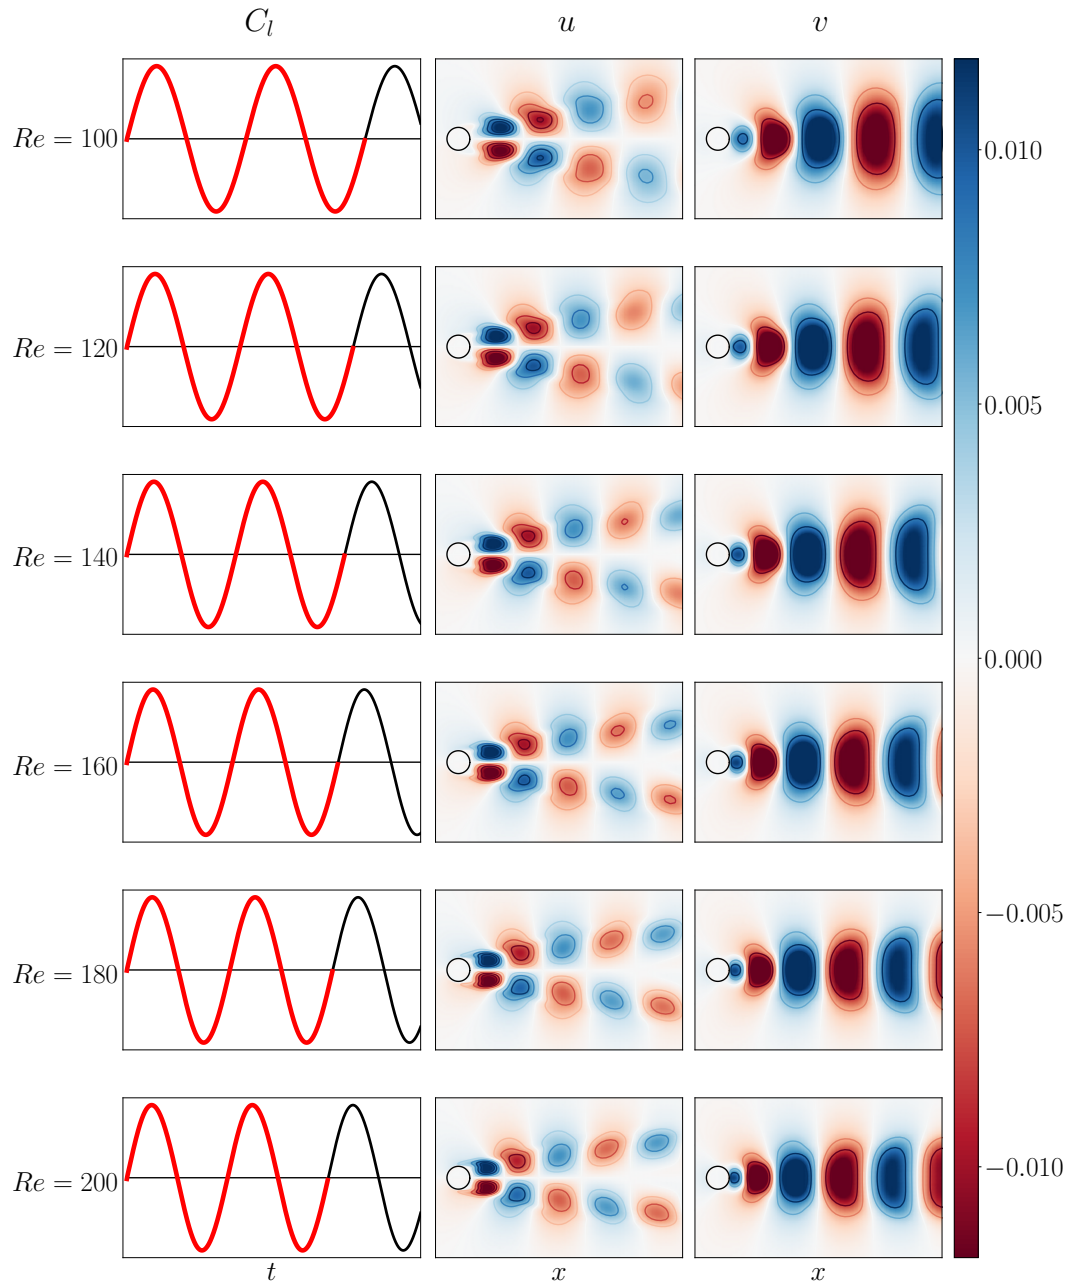 C_l u v
Re = 100
Re = 120
Re = 140
Re = 160
Re = 180
Re = 200
t x x
0.010
0.005
0.000
−0.005
−0.010